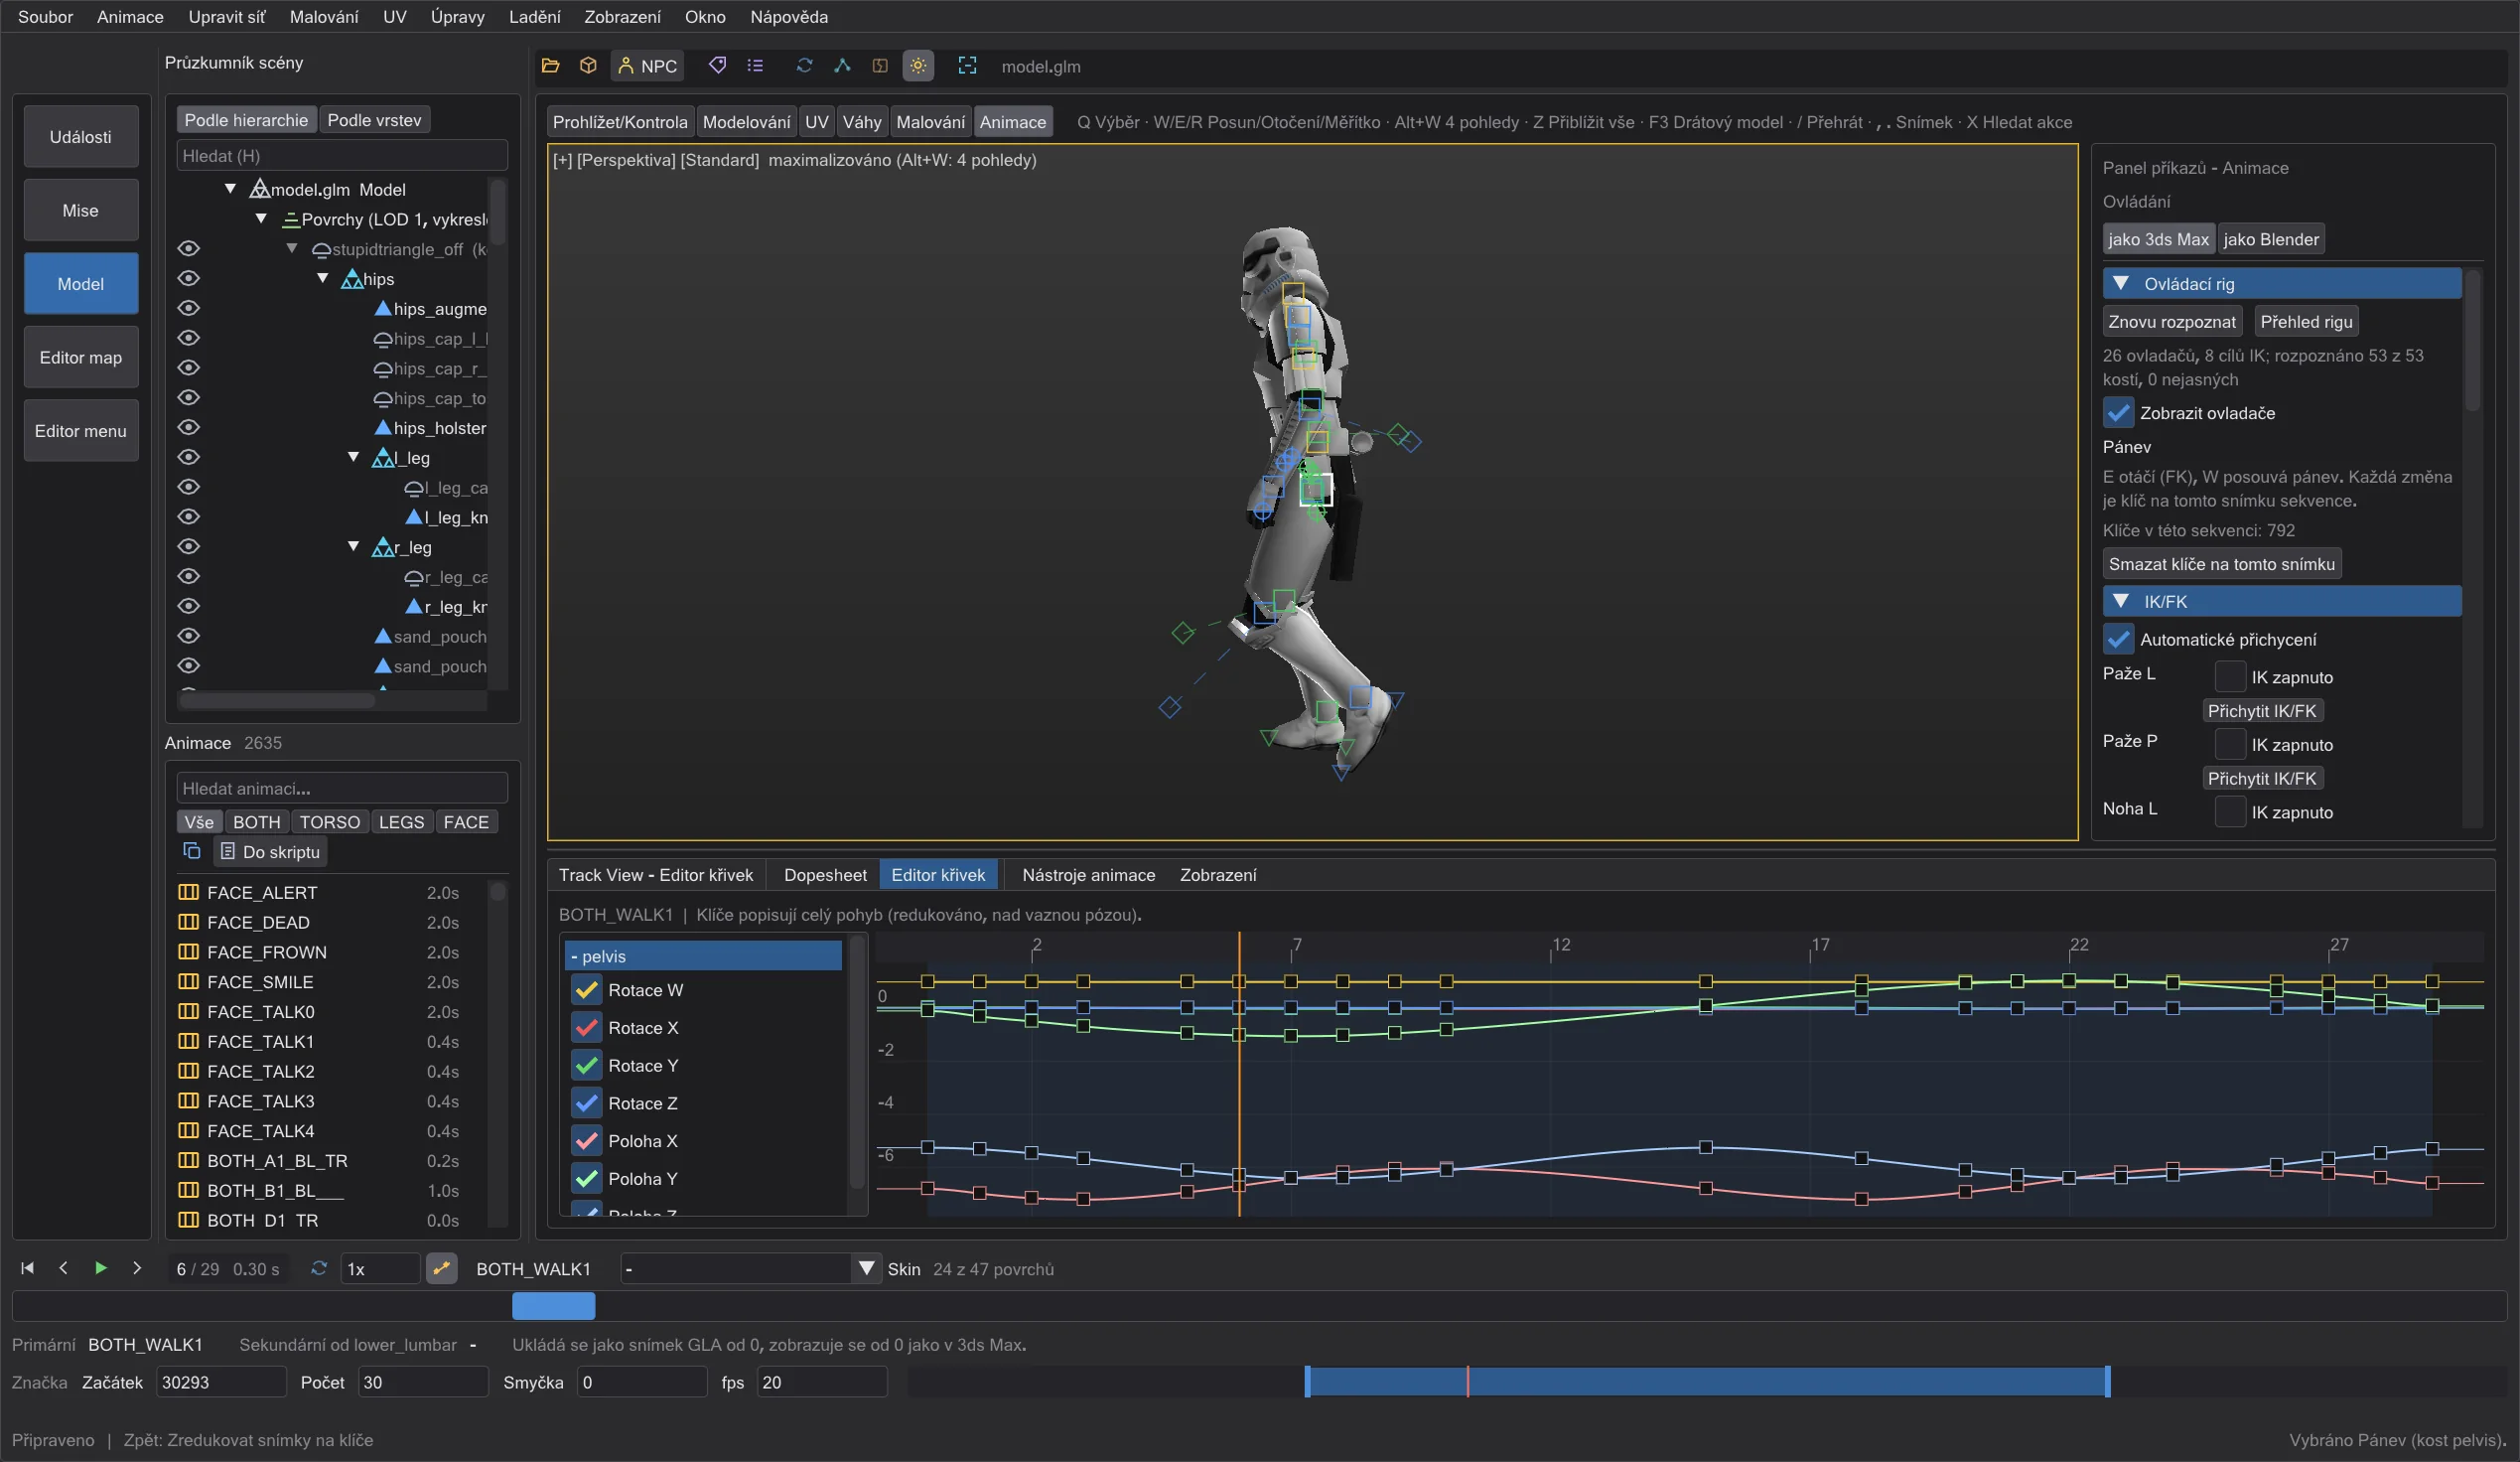 Soubor Animace Upravit síť Malování UV Úpravy Ladění Zobrazení Okno Nápověda
Průzkumník scény
NPC model.glm
Události
Mise
Model
Editor map
Editor menu
Podle hierarchie Podle vrstev
Hledat (H)
model.glm Model
Povrchy (LOD 1, vykresle
stupidtriangle_off (k
hips
hips_augme
hips_cap_l_l
hips_cap_r_
hips_cap_to
hips_holster
l_leg
l_leg_ca
l_leg_kn
r_leg
r_leg_ca
r_leg_kn
sand_pouch
sand_pouch
Animace 2635
Hledat animaci...
Vše BOTH TORSO LEGS FACE
Do skriptu
FACE_ALERT 2.0s
FACE_DEAD 2.0s
FACE_FROWN 2.0s
FACE_SMILE 2.0s
FACE_TALK0 2.0s
FACE_TALK1 0.4s
FACE_TALK2 0.4s
FACE_TALK3 0.4s
FACE_TALK4 0.4s
BOTH_A1_BL_TR 0.2s
BOTH_B1_BL___ 1.0s
BOTH_D1_TR 0.0s
Prohlížet/Kontrola Modelování UV Váhy Malování Animace Q Výběr · W/E/R Posun/Otočení/Měřítko · Alt+W 4 pohledy · Z Přiblížit vše · F3 Drátový model · / Přehrát · , . Snímek · X Hledat akce
[+] [Perspektiva] [Standard] maximalizováno (Alt+W: 4 pohledy)
Panel příkazů - Animace
Ovládání
jako 3ds Max jako Blender
Ovládací rig
Znovu rozpoznat Přehled rigu
26 ovladačů, 8 cílů IK; rozpoznáno 53 z 53
kostí, 0 nejasných
Zobrazit ovladače
Pánev
E otáčí (FK), W posouvá pánev. Každá změna
je klíč na tomto snímku sekvence.
Klíče v této sekvenci: 792
Smazat klíče na tomto snímku
IK/FK
Automatické přichycení
Paže L IK zapnuto
Přichytit IK/FK
Paže P IK zapnuto
Přichytit IK/FK
Noha L IK zapnuto
Track View - Editor křivek Dopesheet Editor křivek Nástroje animace Zobrazení
BOTH_WALK1 | Klíče popisují celý pohyb (redukováno, nad vaznou pózou).
- pelvis
Rotace W
Rotace X
Rotace Y
Rotace Z
Poloha X
Poloha Y
Poloha Z
2 7 12 17 22 27
0
-2
-4
-6
6 / 29 0.30 s 1x BOTH_WALK1 - Skin 24 z 47 povrchů
Primární BOTH_WALK1 Sekundární od lower_lumbar - Ukládá se jako snímek GLA od 0, zobrazuje se od 0 jako v 3ds Max.
Značka Začátek 30293 Počet 30 Smyčka 0 fps 20
Připraveno | Zpět: Zredukovat snímky na klíče
Vybráno Pánev (kost pelvis).